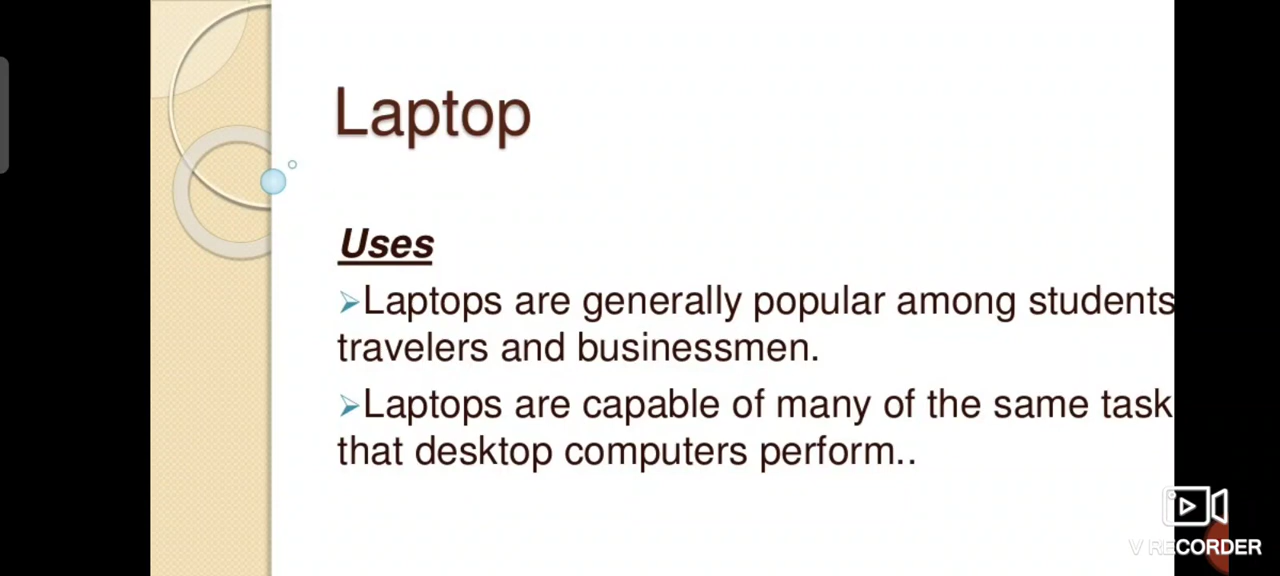 Laptop
Uses
➢Laptops are generally popular among students
travelers and businessmen.
➢Laptops are capable of many of the same task
that desktop computers perform..
V RECORDER